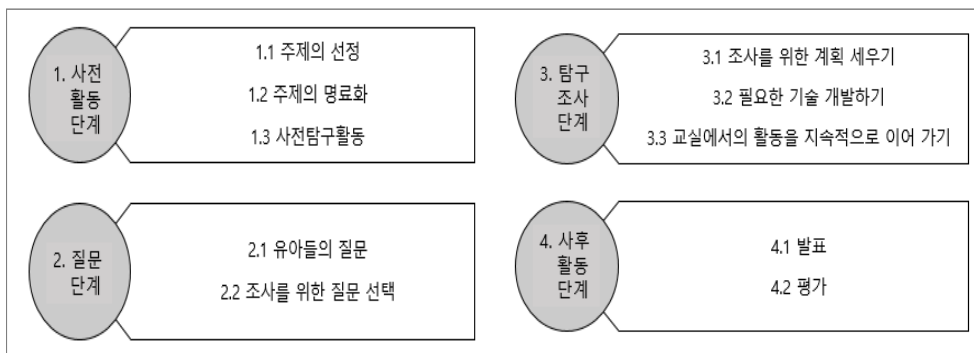 1. 사전
활동
단계
1.1 주제의 선정
1.2 주제의 명료화
1.3 사전탐구활동
2. 질문
단계
2.1 유아들의 질문
2.2 조사를 위한 질문 선택
3. 탐구
조사
단계
3.1 조사를 위한 계획 세우기
3.2 필요한 기술 개발하기
3.3 교실에서의 활동을 지속적으로 이어 가기
4. 사후
활동
단계
4.1 발표
4.2 평가